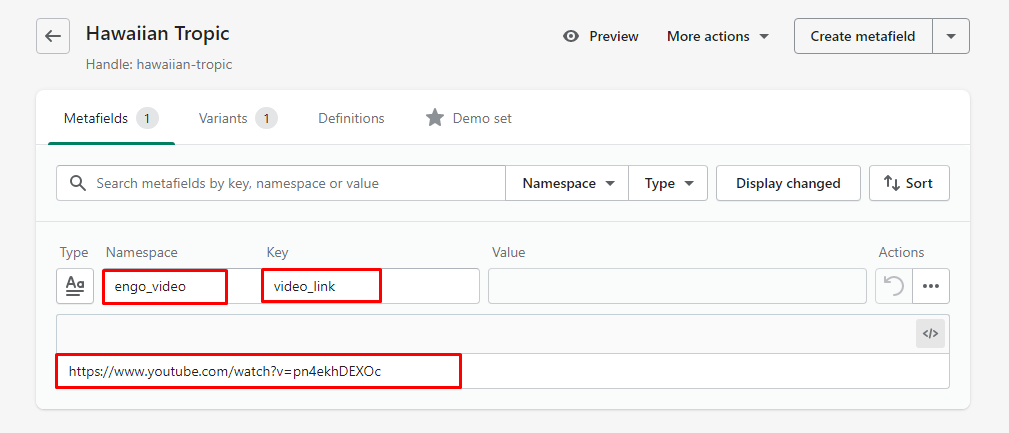 Hawaiian Tropic
Preview
More actions
Create metafield
Handle: hawaiian-tropic
Metafields 1
Variants 1
Definitions
Demo set
Search metafields by key, namespace or value
Namespace
Type
Display changed
Sort
Type Namespace Key Value Actions
Aa engo_video video_link
</>
https://www.youtube.com/watch?v=pn4ekhDEXOc